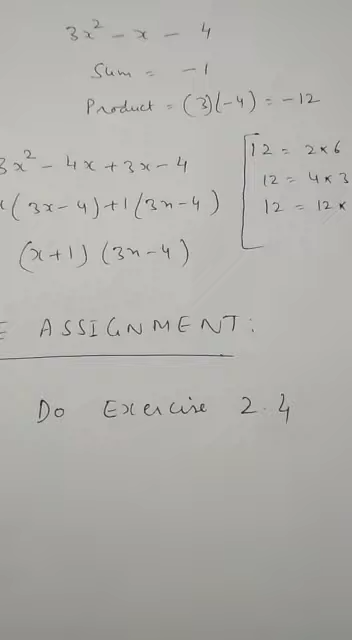 3x² - x - 4
Sum = -1
Product = (3)(-4) = -12
3x² - 4x + 3x - 4
x(3x-4)+1(3x-4)
(x+1) (3x-4)
12 = 2×6
12 = 4×3
12 = 12×
E ASSIGNMENT:
Do Exercise 2.4